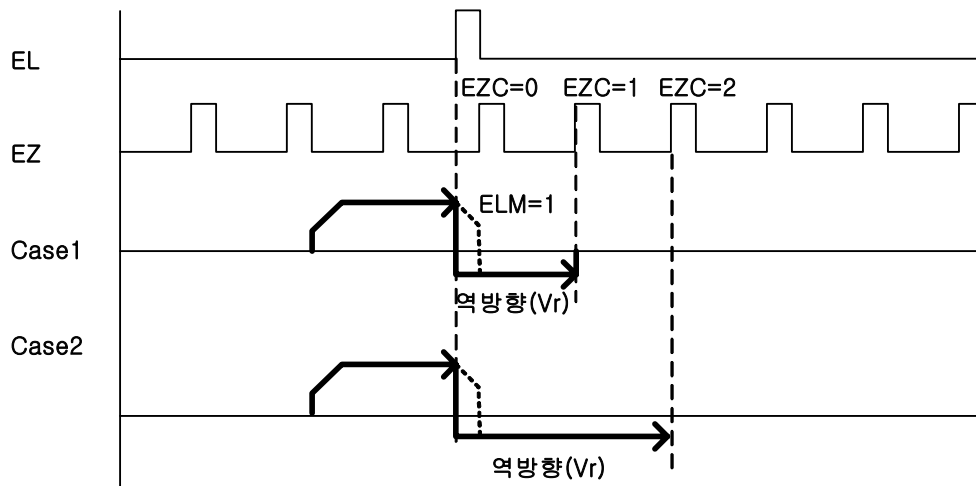 EL
EZC=0 EZC=1 EZC=2
EZ
ELM=1
Case1
역방향(Vr)
Case2
역방향(Vr)